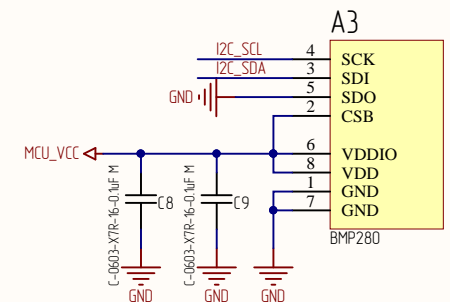 A3
I2C_SCL 4 SCK
I2C_SDA 3 SDI
GND 5 SDO
2 CSB
MCU_VCC 6 VDDIO
8 VDD
1 GND
7 GND
BMP280
C-0603-X7R-16-0.1uF M
C8
C-0603-X7R-16-0.1uF M
C9
GND
GND
GND